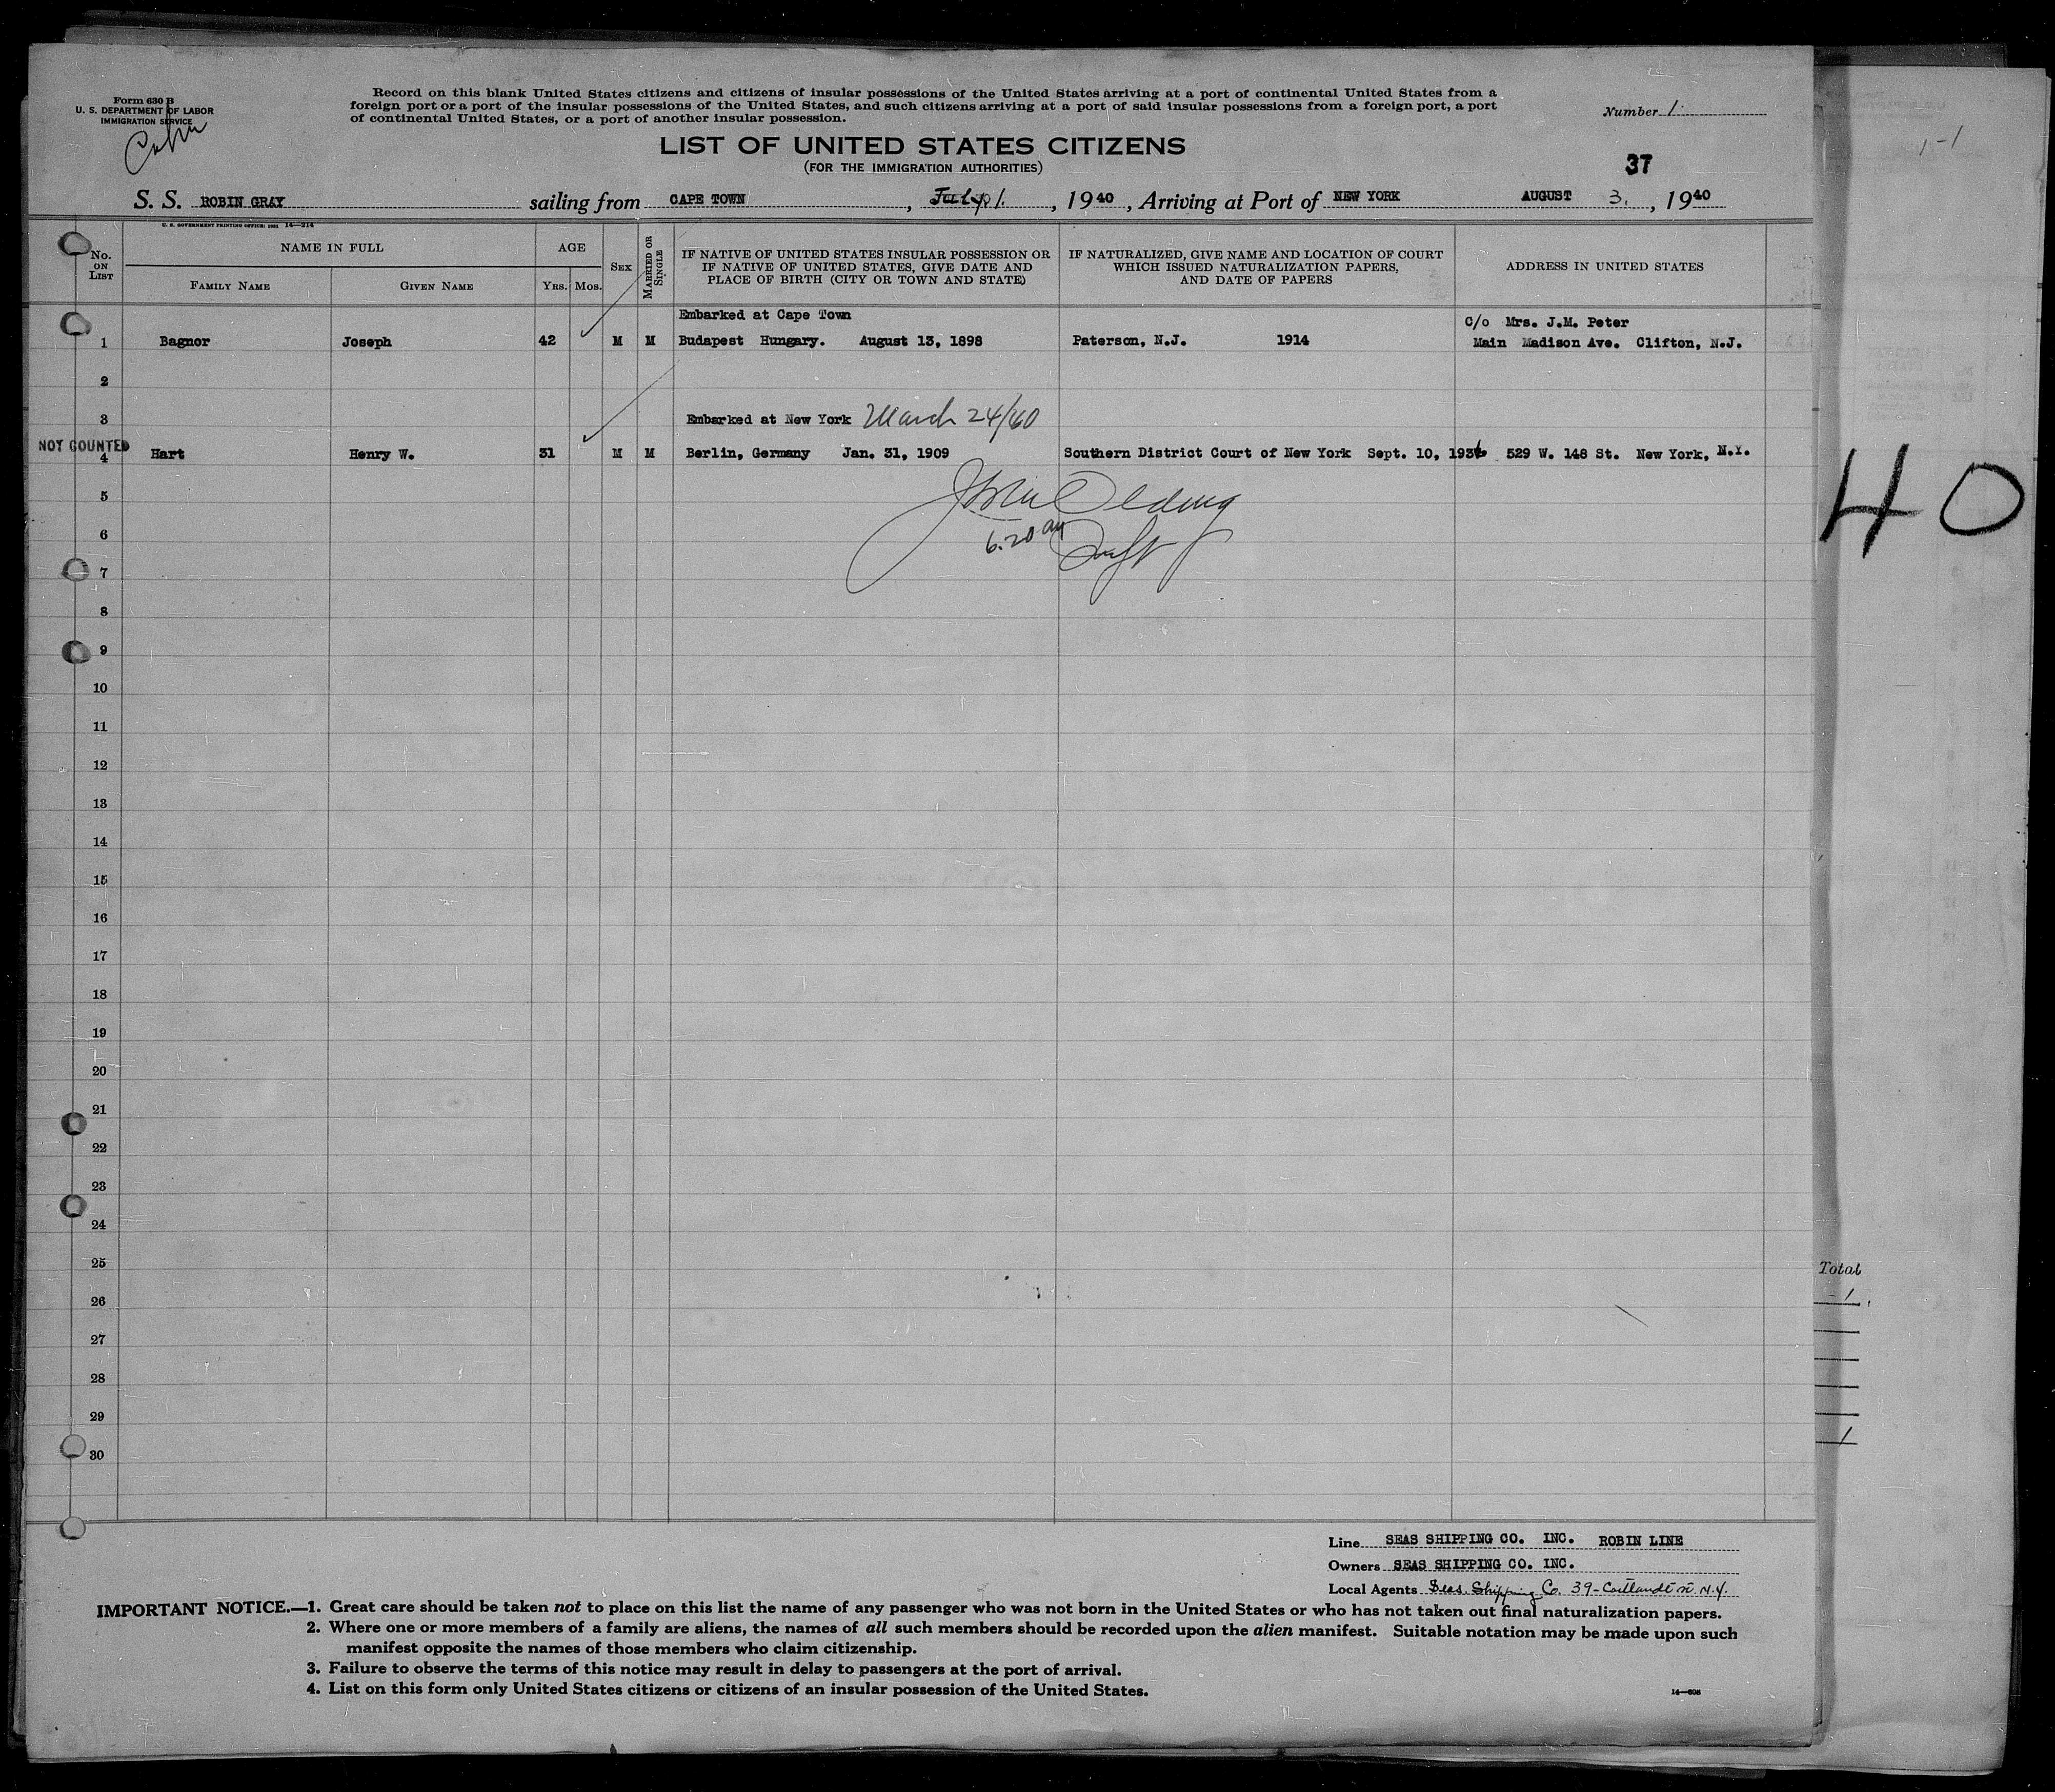 Form 630 B
U. S. DEPARTMENT OF LABOR
IMMIGRATION SERVICE
Record on this blank United States citizens and citizens of insular possessions of the United States arriving at a port of continental United States from a
foreign port or a port of the insular possessions of the United States, and such citizens arriving at a port of said insular possessions from a foreign port, a port
of continental United States, or a port of another insular possession.
Number 1
1-1
LIST OF UNITED STATES CITIZENS
(FOR THE IMMIGRATION AUTHORITIES)
37
S. S. ROBIN GRAY sailing from CAPE TOWN, July 1., 1940, Arriving at Port of NEW YORK AUGUST 3., 1940
U. S. GOVERNMENT PRINTING OFFICE: 1931 14—214
No. ON LIST
NAME IN FULL
FAMILY NAME
GIVEN NAME
AGE
YRS. MOS.
SEX
MARRIED OR SINGLE
IF NATIVE OF UNITED STATES INSULAR POSSESSION OR
IF NATIVE OF UNITED STATES, GIVE DATE AND
PLACE OF BIRTH (CITY OR TOWN AND STATE)
IF NATURALIZED, GIVE NAME AND LOCATION OF COURT
WHICH ISSUED NATURALIZATION PAPERS,
AND DATE OF PAPERS
ADDRESS IN UNITED STATES
Embarked at Cape Town
C/o Mrs. J.M. Peter
1 Bagnor Joseph 42 M M Budapest Hungary. August 13, 1898 Paterson, N.J. 1914 Main Madison Ave. Clifton, N.J.
2
3 Embarked at New York March 24/40
NOT COUNTED
4 Hart Henry W. 31 M M Berlin, Germany Jan. 31, 1909 Southern District Court of New York Sept. 10, 1936 529 W. 148 St. New York, N.Y.
40
5
6 6:20 am
7
8
9
10
11
12
13
14
15
16
17
18
19
20
21
22
23
24
25
Total
26
1
27
28
29
1
30
Line SEAS SHIPPING CO. INC. ROBIN LINE
Owners SEAS SHIPPING CO. INC.
Local Agents Seas Shipping Co. 39-Cortlandt St. N.Y.
IMPORTANT NOTICE.—1. Great care should be taken not to place on this list the name of any passenger who was not born in the United States or who has not taken out final naturalization papers.
2. Where one or more members of a family are aliens, the names of all such members should be recorded upon the alien manifest. Suitable notation may be made upon such
manifest opposite the names of those members who claim citizenship.
3. Failure to observe the terms of this notice may result in delay to passengers at the port of arrival.
4. List on this form only United States citizens or citizens of an insular possession of the United States.
14—608